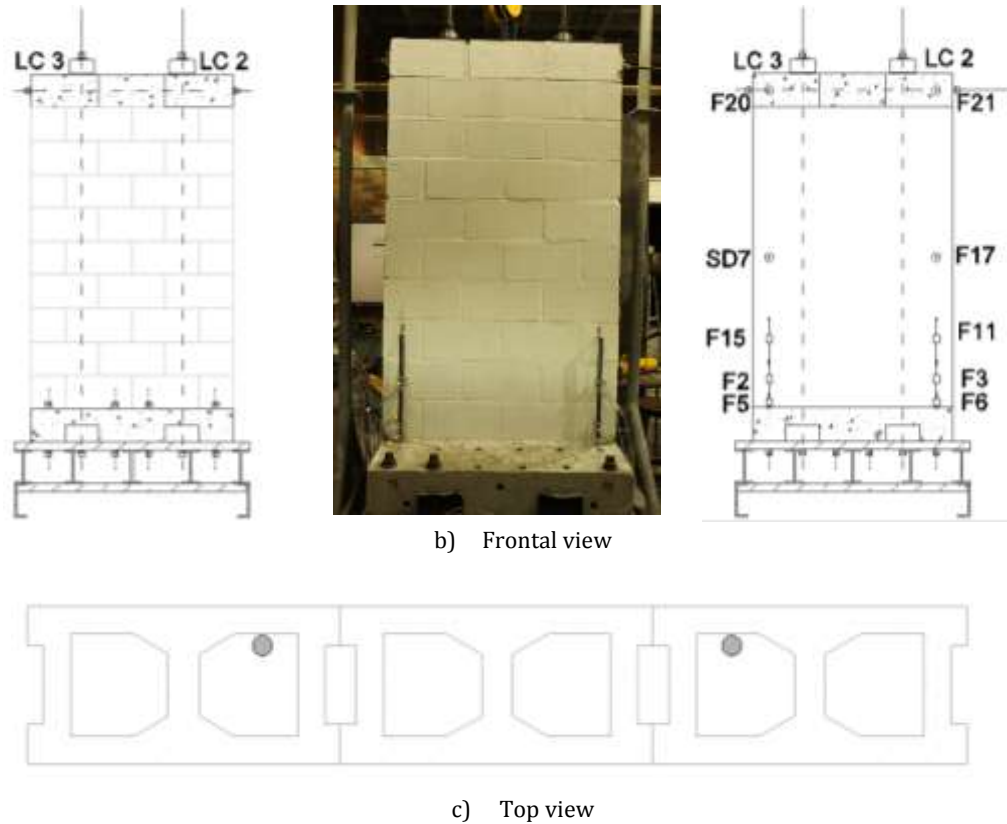 LC 3
LC 2
LC 3
LC 2
F20
F21
SD7
F17
F15
F11
F2
F3
F5
F6
b) Frontal view
c) Top view